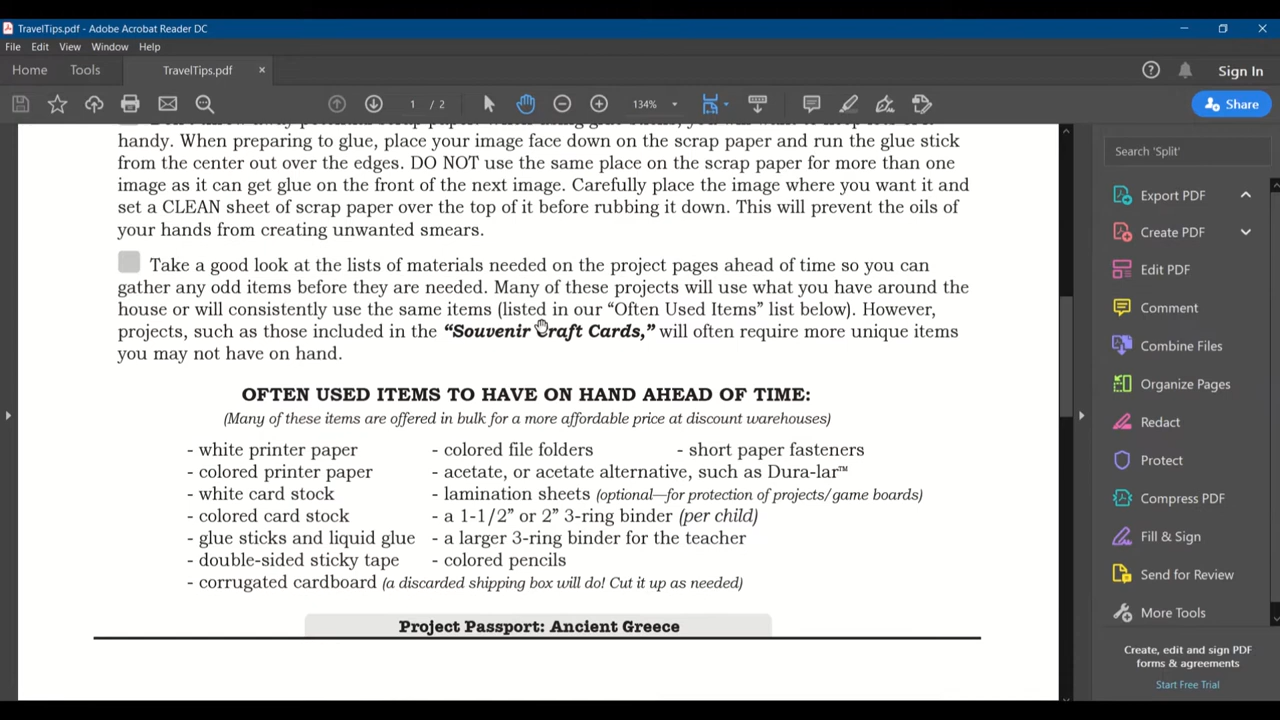 TravelTips.pdf - Adobe Acrobat Reader DC
File Edit View Window Help
Home Tools TravelTips.pdf × Sign In
1 / 2 134% Share
handy. When preparing to glue, place your image face down on the scrap paper and run the glue stick
from the center out over the edges. DO NOT use the same place on the scrap paper for more than one
image as it can get glue on the front of the next image. Carefully place the image where you want it and
set a CLEAN sheet of scrap paper over the top of it before rubbing it down. This will prevent the oils of
your hands from creating unwanted smears.
Take a good look at the lists of materials needed on the project pages ahead of time so you can
gather any odd items before they are needed. Many of these projects will use what you have around the
house or will consistently use the same items (listed in our “Often Used Items” list below). However,
projects, such as those included in the “Souvenir Craft Cards,” will often require more unique items
you may not have on hand.
OFTEN USED ITEMS TO HAVE ON HAND AHEAD OF TIME:
(Many of these items are offered in bulk for a more affordable price at discount warehouses)
- white printer paper - colored file folders - short paper fasteners
- colored printer paper - acetate, or acetate alternative, such as Dura-lar™
- white card stock - lamination sheets (optional—for protection of projects/game boards)
- colored card stock - a 1-1/2” or 2” 3-ring binder (per child)
- glue sticks and liquid glue - a larger 3-ring binder for the teacher
- double-sided sticky tape - colored pencils
- corrugated cardboard (a discarded shipping box will do! Cut it up as needed)
Project Passport: Ancient Greece
Search 'Split'
Export PDF
Create PDF
Edit PDF
Comment
Combine Files
Organize Pages
Redact
Protect
Compress PDF
Fill & Sign
Send for Review
More Tools
Create, edit and sign PDF
forms & agreements
Start Free Trial